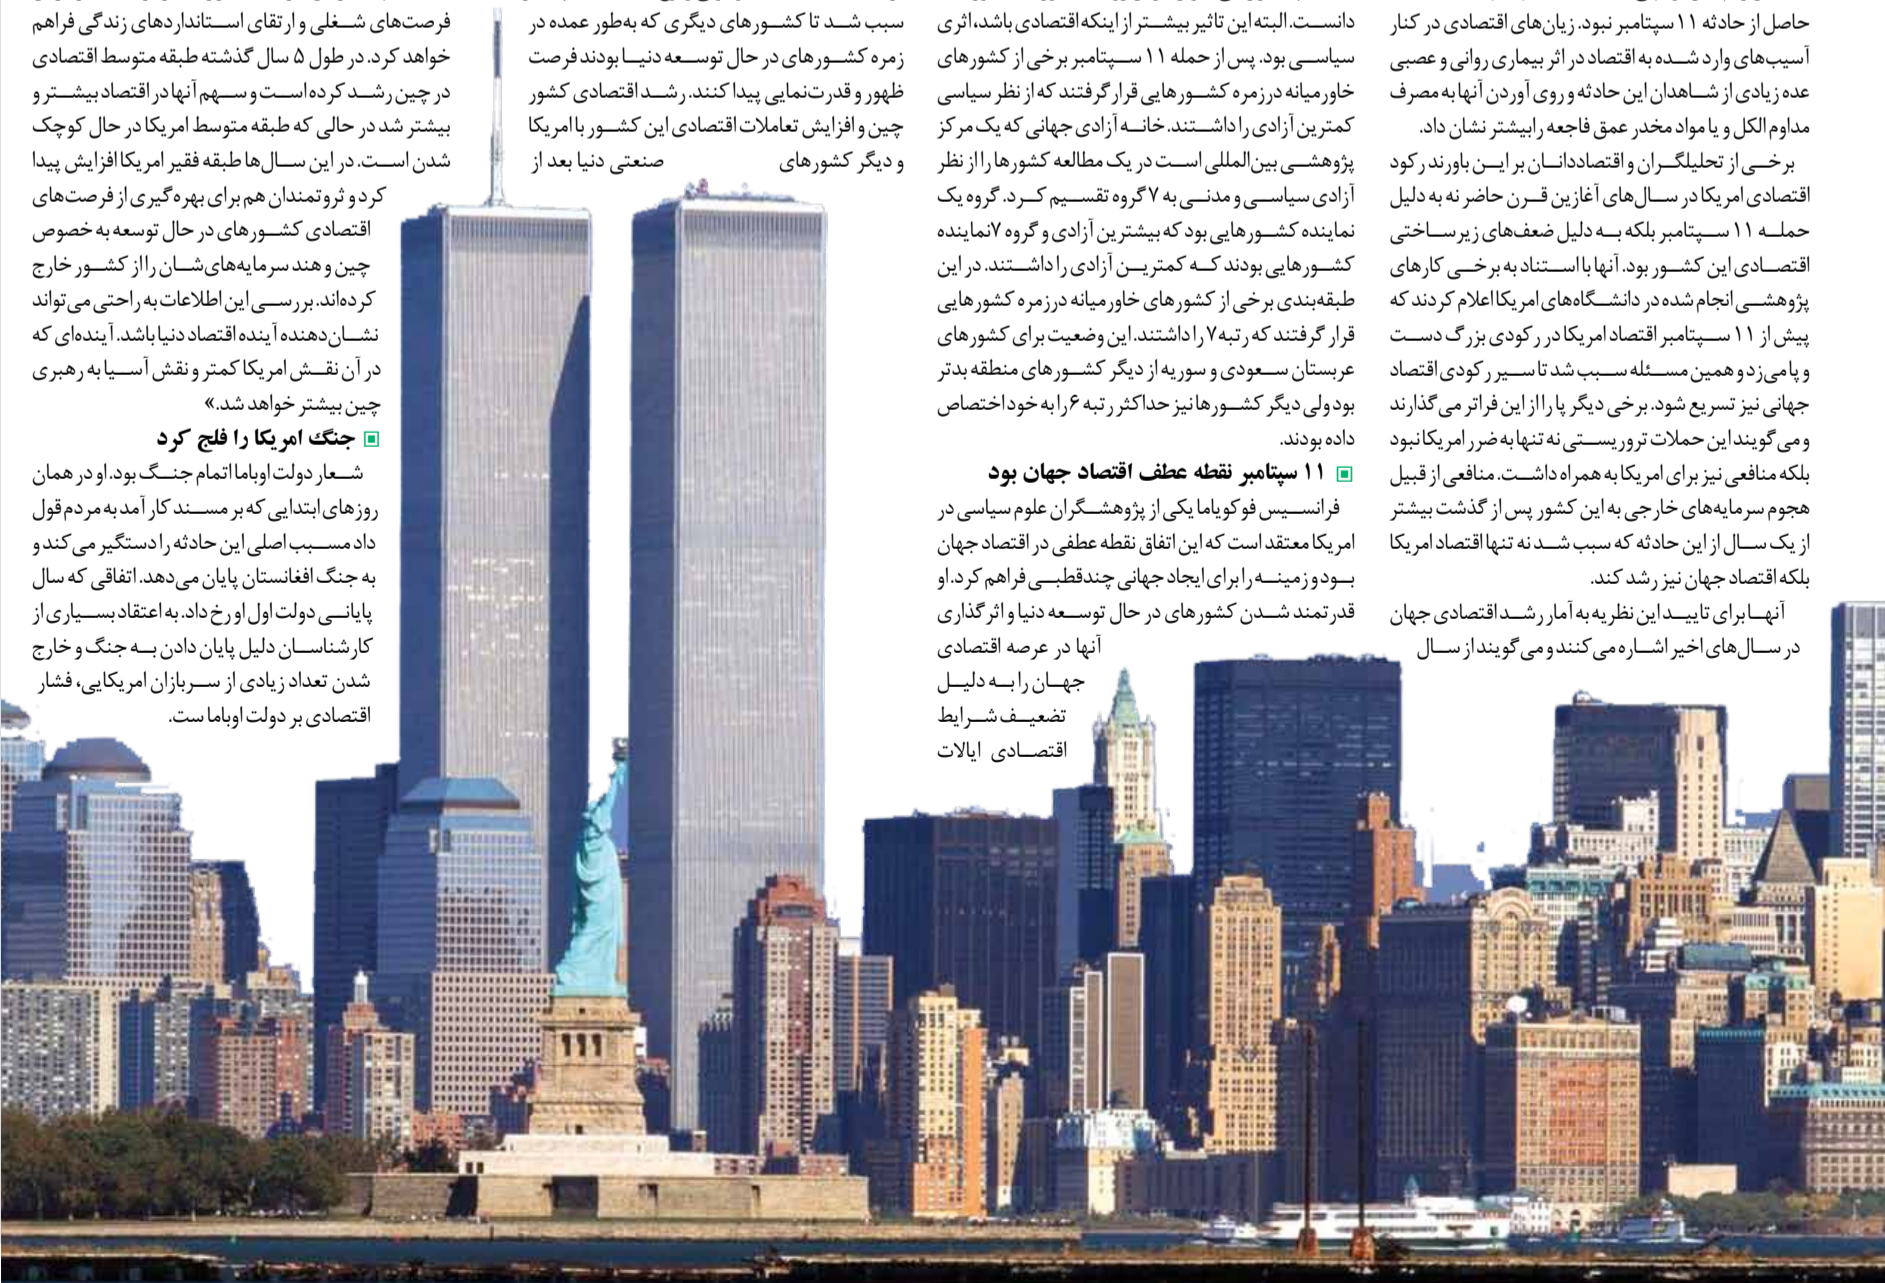 حاصل از حادثه ۱۱ سپتامبر نبود. زیان‌های اقتصادی در کنار
آسیب‌های وارد شده به اقتصاد در اثر بیماری روانی و عصبی
عده زیادی از شاهدان این حادثه و روی آوردن آنها به مصرف
مداوم الکل و یا مواد مخدر عمق فاجعه را بیشتر نشان داد.
برخی از تحلیلگران و اقتصاددانان بر این باورند رکود
اقتصادی امریکا در سال‌های آغازین قرن حاضر نه به دلیل
حمله ۱۱ سپتامبر بلکه به دلیل ضعف‌های زیرساختی
اقتصادی این کشور بود. آنها با استناد به برخی کارهای
پژوهشی انجام شده در دانشگاه‌های امریکا اعلام کردند که
پیش از ۱۱ سپتامبر اقتصاد امریکا در رکودی بزرگ دست
و پا می‌زد و همین مسئله سبب شد تا سیر رکودی اقتصاد
جهانی نیز تسریع شود. برخی دیگر پا را از این فراتر می‌گذارند
و می‌گویند این حملات تروریستی نه تنها به ضرر امریکا نبود
بلکه منافعی نیز برای امریکا به همراه داشت. منافعی از قبیل
هجوم سرمایه‌های خارجی به این کشور پس از گذشت بیشتر
از یک سال از این حادثه که سبب شد نه تنها اقتصاد امریکا
بلکه اقتصاد جهان نیز رشد کند.
آنها برای تایید این نظریه به آمار رشد اقتصادی جهان
در سال‌های اخیر اشاره می‌کنند و می‌گویند از سال
دانست. البته این تاثیر بیشتر از اینکه اقتصادی باشد، اثری
سیاسی بود. پس از حمله ۱۱ سپتامبر برخی از کشورهای
خاورمیانه در زمره کشورهایی قرار گرفتند که از نظر سیاسی
کمترین آزادی را داشتند. خانه آزادی جهانی که یک مرکز
پژوهشی بین‌المللی است در یک مطالعه کشورها را از نظر
آزادی سیاسی و مدنی به ۷ گروه تقسیم کرد. گروه یک
نماینده کشورهایی بود که بیشترین آزادی و گروه ۷ نماینده
کشورهایی بودند که کمترین آزادی را داشتند. در این
طبقه‌بندی برخی از کشورهای خاورمیانه در زمره کشورهایی
قرار گرفتند که رتبه ۷ را داشتند. این وضعیت برای کشورهای
عربستان سعودی و سوریه از دیگر کشورهای منطقه بدتر
بود ولی دیگر کشورها نیز حداکثر رتبه ۶ را به خود اختصاص
داده بودند.
۱۱ سپتامبر نقطه عطف اقتصاد جهان بود
فرانسیس فوکویاما یکی از پژوهشگران علوم سیاسی در
امریکا معتقد است که این اتفاق نقطه عطفی در اقتصاد جهان
بود و زمینه را برای ایجاد جهانی چندقطبی فراهم کرد. او
قدرتمند شدن کشورهای در حال توسعه دنیا و اثرگذاری
آنها در عرصه اقتصادی
جهان را به دلیل
تضعیف شرایط
اقتصادی ایالات
سبب شد تا کشورهای دیگری که به‌طور عمده در
زمره کشورهای در حال توسعه دنیا بودند فرصت
ظهور و قدرت‌نمایی پیدا کنند. رشد اقتصادی کشور
چین و افزایش تعاملات اقتصادی این کشور با امریکا
و دیگر کشورهای صنعتی دنیا بعد از
فرصت‌های شغلی و ارتقای استانداردهای زندگی فراهم
خواهد کرد. در طول ۵ سال گذشته طبقه متوسط اقتصادی
در چین رشد کرده است و سهم آنها در اقتصاد بیشتر و
بیشتر شد در حالی که طبقه متوسط امریکا در حال کوچک
شدن است. در این سال‌ها طبقه فقیر امریکا افزایش پیدا
کرد و ثروتمندان هم برای بهره گیری از فرصت‌های
اقتصادی کشورهای در حال توسعه به خصوص
چین و هند سرمایه‌های‌شان را از کشور خارج
کرده‌اند. بررسی این اطلاعات به راحتی می‌تواند
نشان‌دهنده آینده اقتصاد دنیا باشد. آینده‌ای که
در آن نقش امریکا کمتر و نقش آسیا به رهبری
چین بیشتر خواهد شد.»
جنگ امریکا را فلج کرد
شعار دولت اوباما اتمام جنگ بود. او در همان
روزهای ابتدایی که بر مسند کار آمد به مردم قول
داد مسبب اصلی این حادثه را دستگیر می‌کند و
به جنگ افغانستان پایان می‌دهد. اتفاقی که سال
پایانی دولت اول او رخ داد. به اعتقاد بسیاری از
کارشناسان دلیل پایان دادن به جنگ و خارج
شدن تعداد زیادی از سربازان امریکایی، فشار
اقتصادی بر دولت اوباما ست.